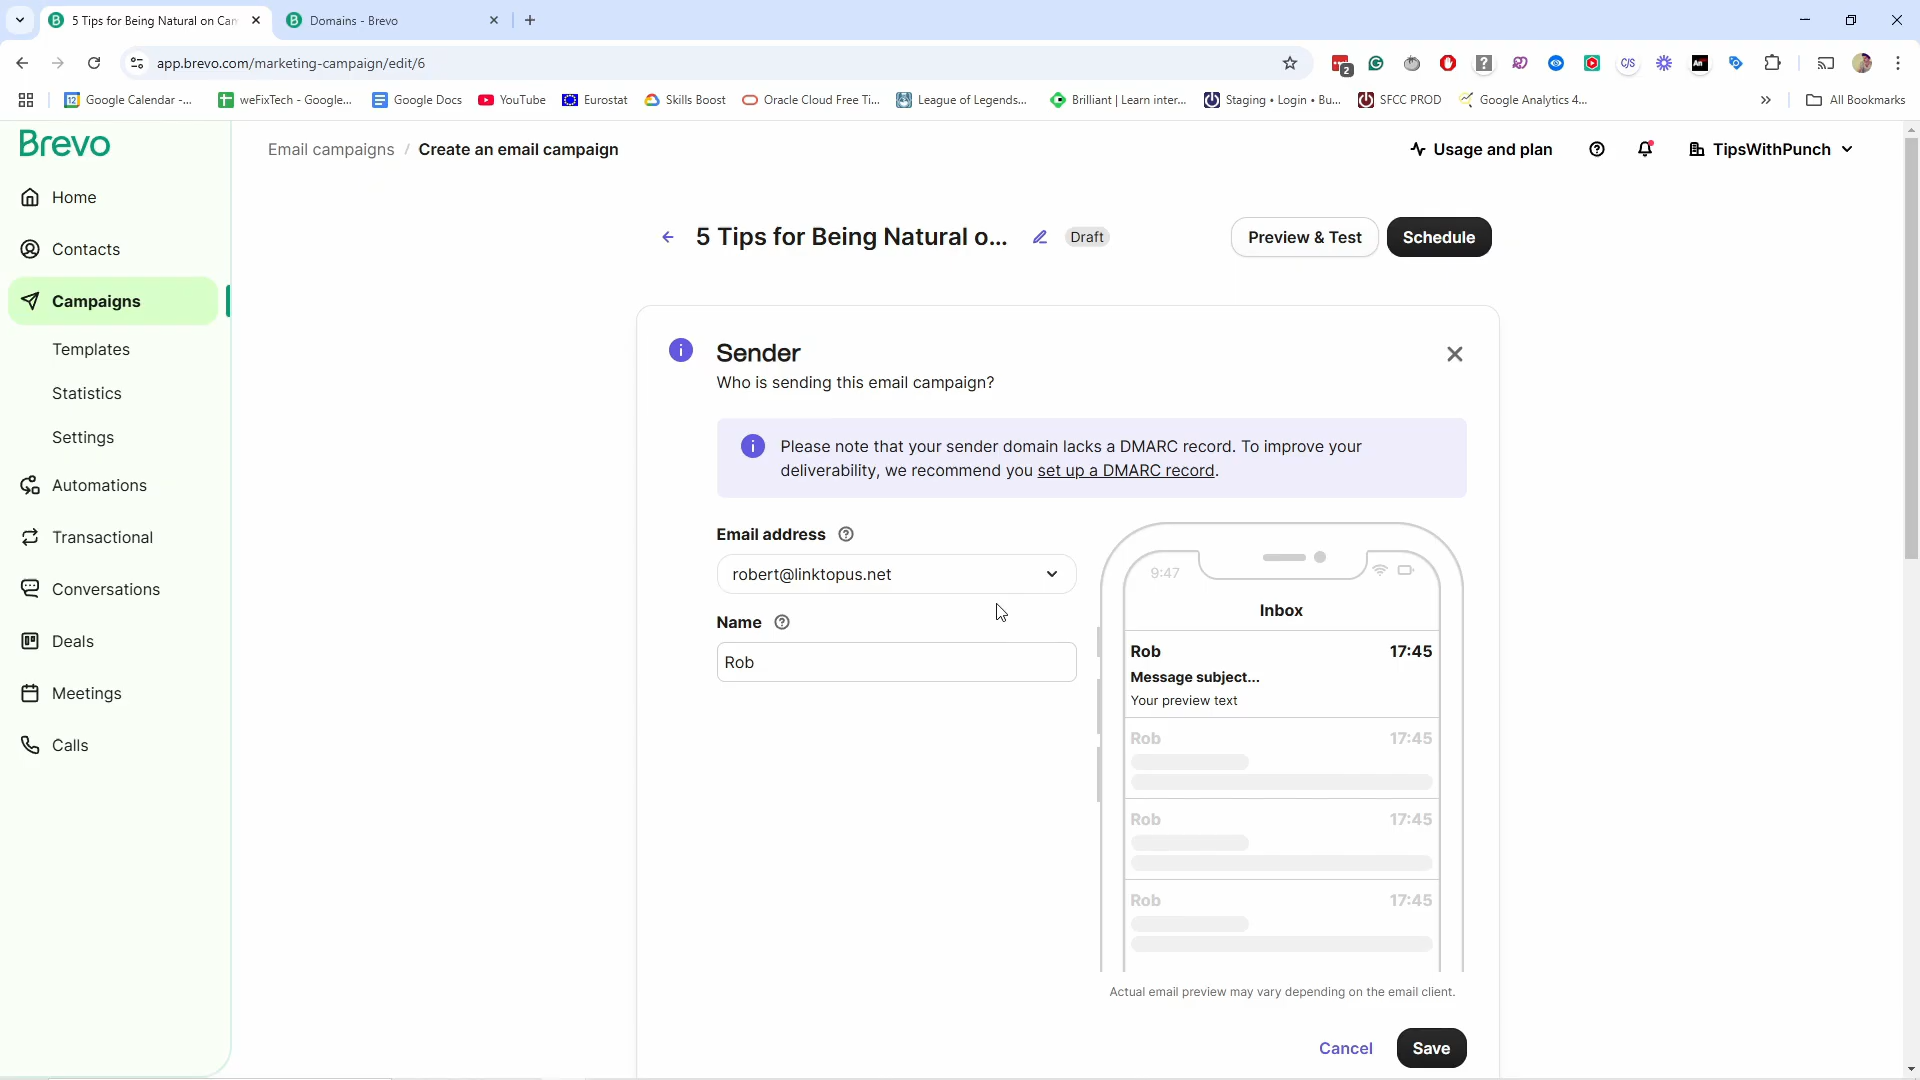 5 Tips for Being Natural on Can
Domains - Brevo
app.brevo.com/marketing-campaign/edit/6
2
C/S
Google Calendar -...
weFixTech - Google...
Google Docs
YouTube
Eurostat
Skills Boost
Oracle Cloud Free Ti...
League of Legends...
Brilliant | Learn inter...
Staging • Login • Bu...
SFCC PROD
Google Analytics 4...
All Bookmarks
Brevo
Email campaigns / Create an email campaign
Usage and plan
TipsWithPunch
Home
Contacts
Campaigns
Templates
Statistics
Settings
Automations
Transactional
Conversations
Deals
Meetings
Calls
5 Tips for Being Natural o...
Draft
Preview & Test
Schedule
Sender
Who is sending this email campaign?
Please note that your sender domain lacks a DMARC record. To improve your
deliverability, we recommend you set up a DMARC record.
Email address
robert@linktopus.net
Name
Rob
9:47
Inbox
Rob 17:45
Message subject...
Your preview text
Rob 17:45
Rob 17:45
Rob 17:45
Actual email preview may vary depending on the email client.
Cancel
Save